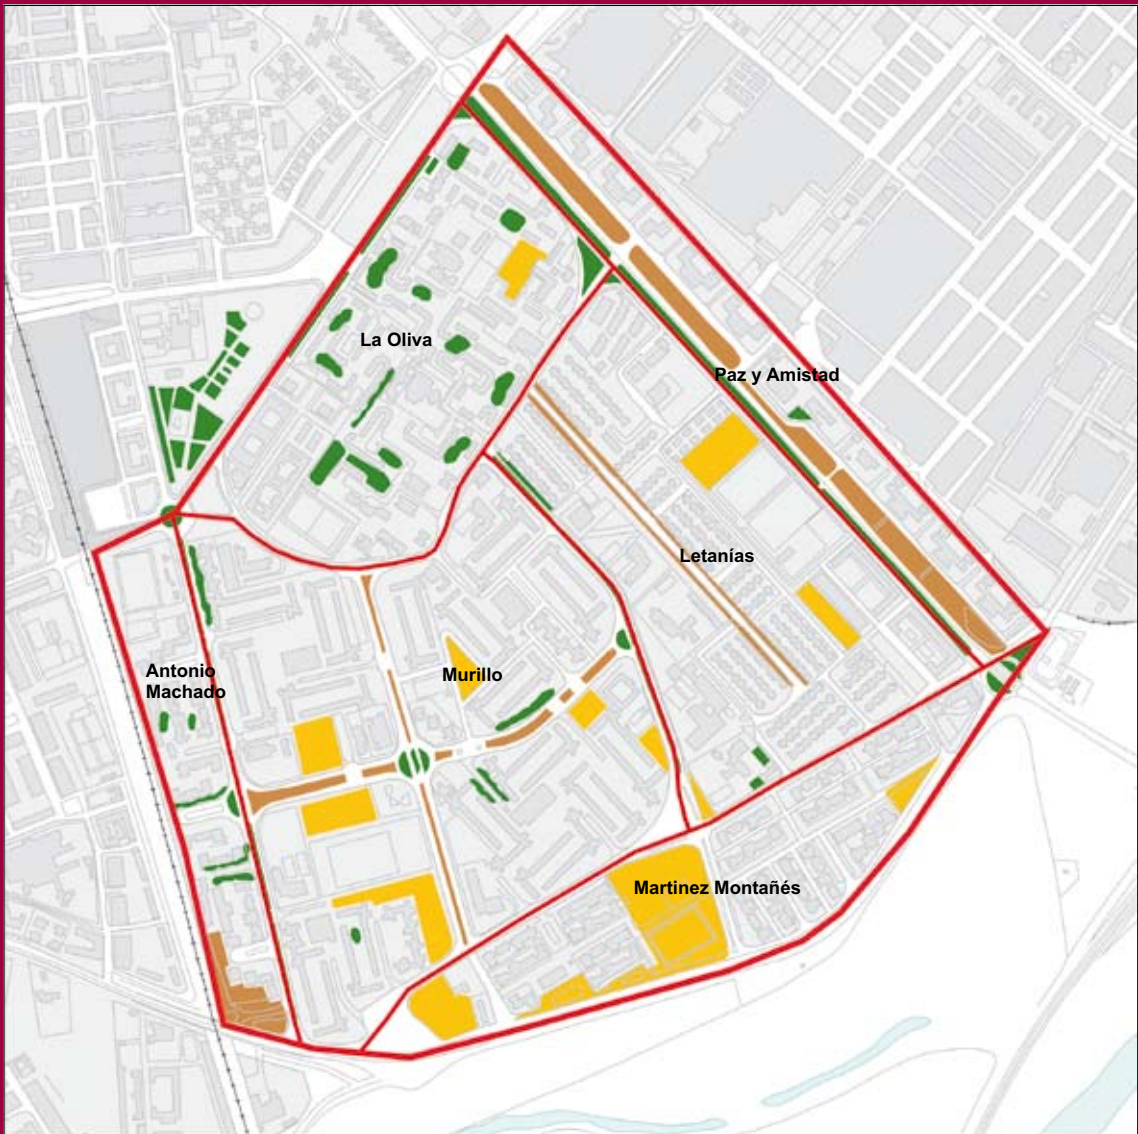 La Oliva
Paz y Amistad
Letanías
Antonio
Machado
Murillo
Martinez Montañés